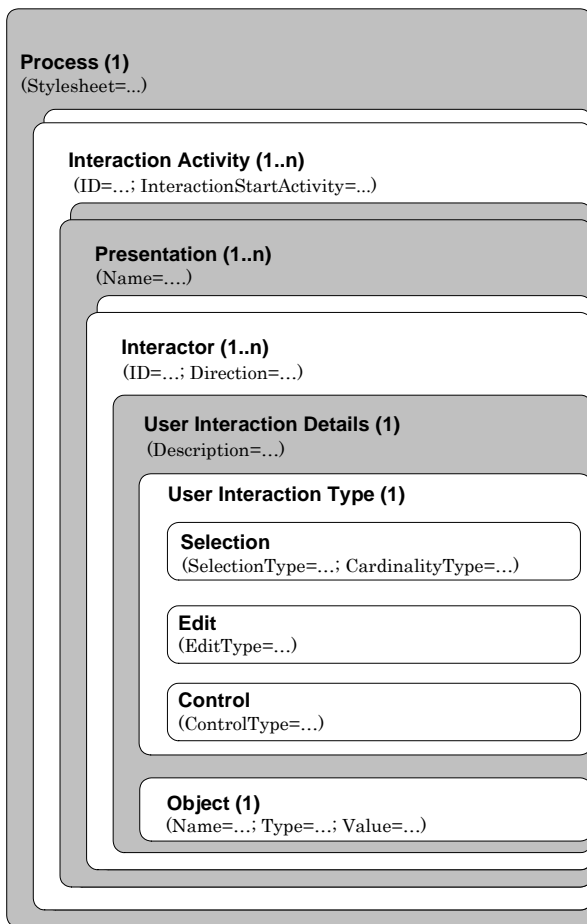 Process (1)
(Stylesheet=...)
Interaction Activity (1..n)
(ID=…; InteractionStartActivity=...)
Presentation (1..n)
(Name=….)
Interactor (1..n)
(ID=…; Direction=…)
User Interaction Details (1)
(Description=…)
User Interaction Type (1)
Selection
(SelectionType=…; CardinalityType=…)
Edit
(EditType=…)
Control
(ControlType=…)
Object (1)
(Name=…; Type=…; Value=…)